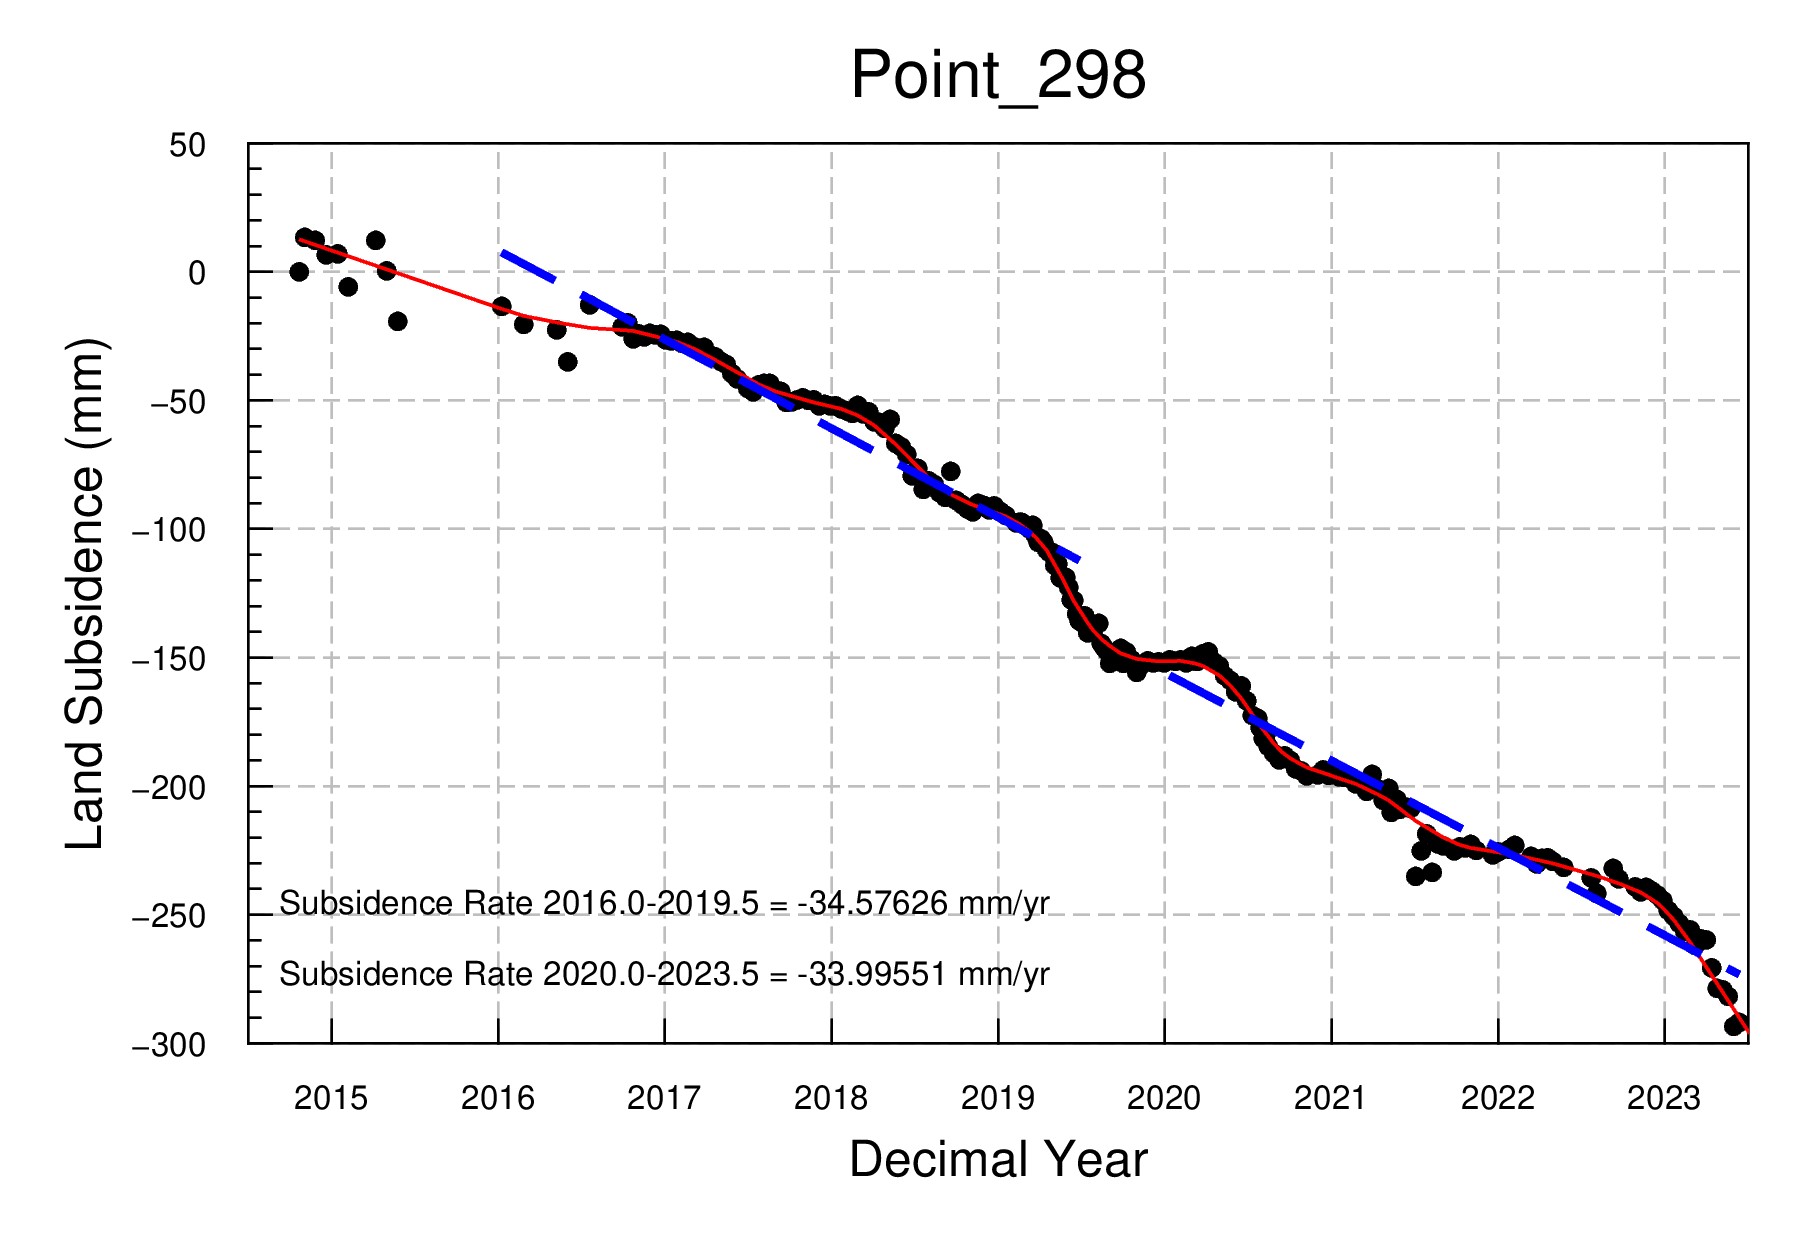 Point_298
50
0
−50
−100
−150
−200
−250
−300
Land Subsidence (mm)
Subsidence Rate 2016.0-2019.5 = -34.57626 mm/yr
Subsidence Rate 2020.0-2023.5 = -33.99551 mm/yr
2015 2016 2017 2018 2019 2020 2021 2022 2023
Decimal Year